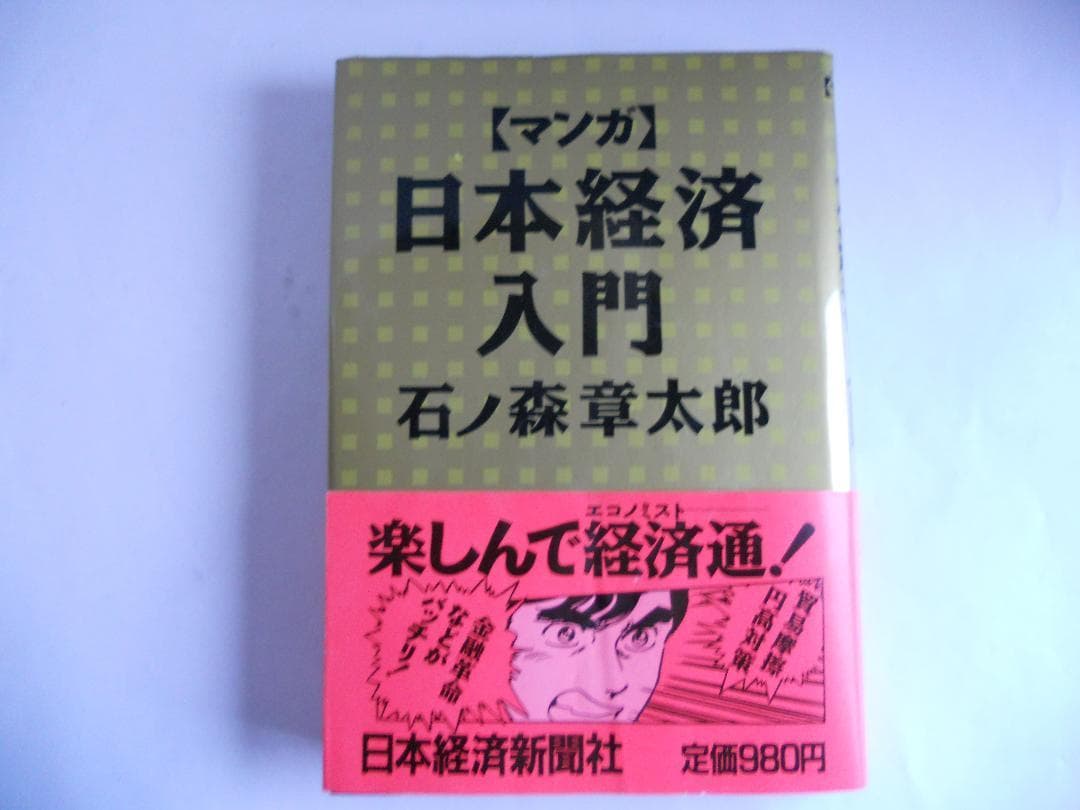 【マンガ】
日本経済
入門
石ノ森章太郎
エコノミスト
楽しんで経済通!
貿易摩擦
円高対策
金融革命
などが
バッチリ!
日本経済新聞社
定価980円